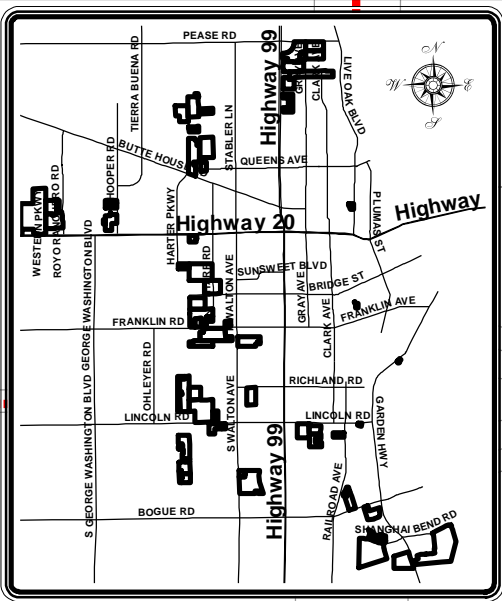 PEASE RD
Highway 99
CLARK AVE
LIVE OAK BLVD
N
W
E
S
TIERRA BUENA RD
STABLER LN
HOOPER RD
BUTTE HOUSE
QUEENS AVE
WESTERN PKWY
HARTER PKWY
PLUMAS ST
Highway 20
Highway
GEORGE WASHINGTON BLVD
WALTON AVE
SUNSWEET BLVD
BRIDGE ST
GRAY AVE
CLARK AVE
FRANKLIN AVE
FRANKLIN RD
OHLEYER RD
RICHLAND RD
LINCOLN RD
LINCOLN RD
S WALTON AVE
GARDEN HWY
S GEORGE WASHINGTON BLVD
Highway 99
RAILROAD AVE
BOGUE RD
SHANGHAI BEND RD